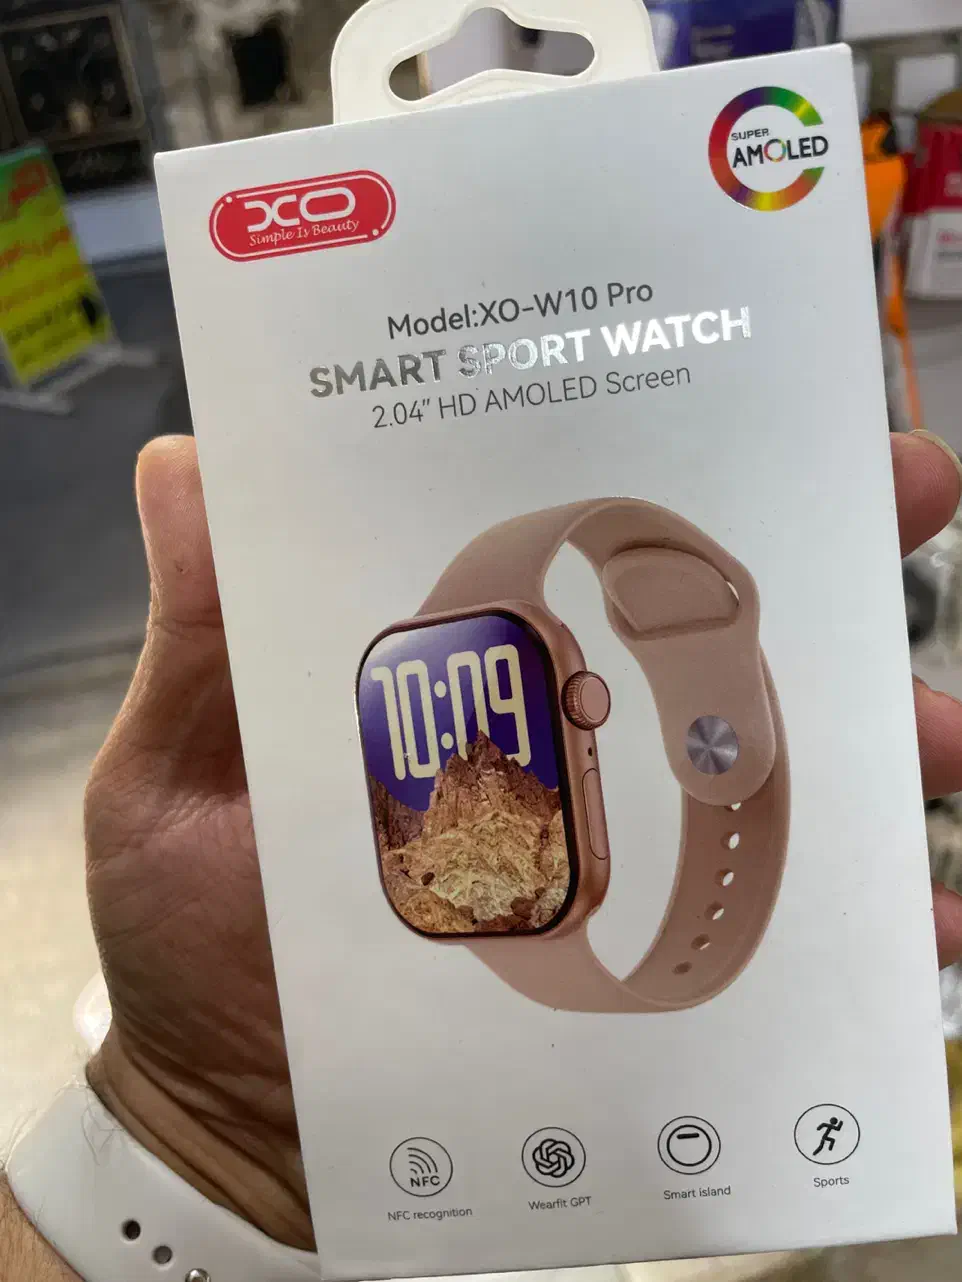 SUPER
AMOLED
XO
Simple Is Beauty
Model:XO-W10 Pro
SMART SPORT WATCH
2.04" HD AMOLED Screen
10:09
NFC
NFC recognition
Wearfit GPT
Smart island
Sports